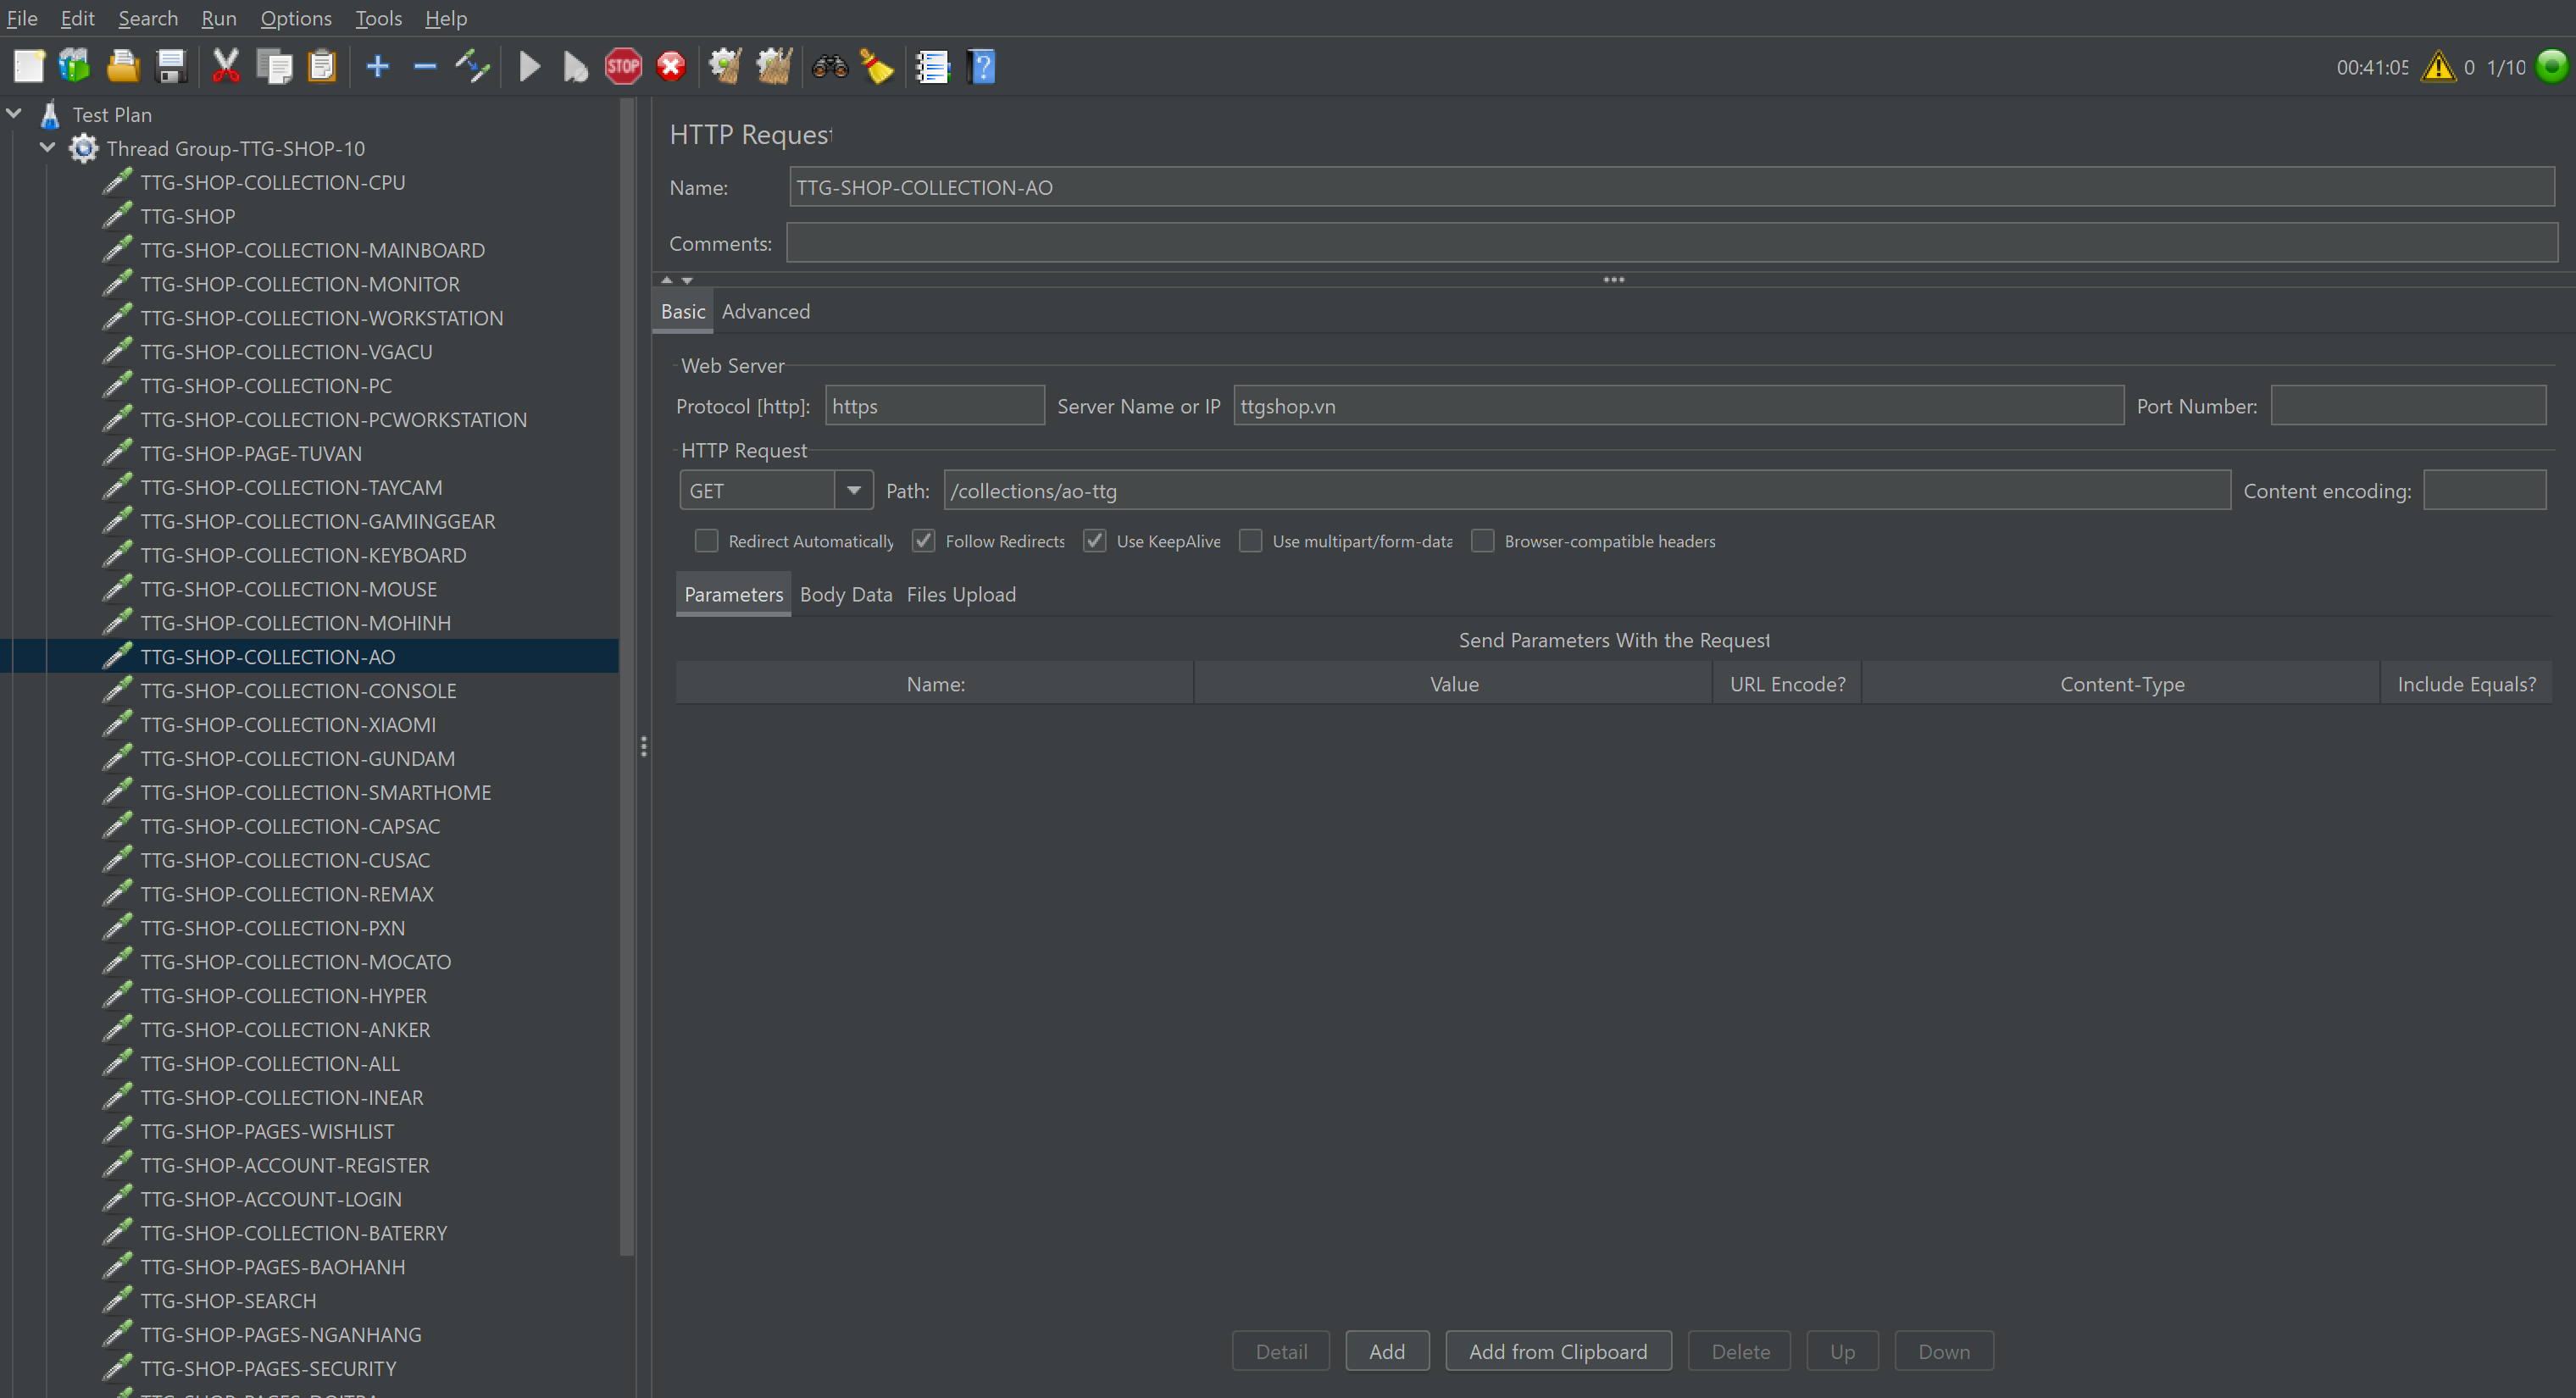 File Edit Search Run Options Tools Help
STOP
00:41:05 0 1/10
Test Plan
Thread Group-TTG-SHOP-10
TTG-SHOP-COLLECTION-CPU
TTG-SHOP
TTG-SHOP-COLLECTION-MAINBOARD
TTG-SHOP-COLLECTION-MONITOR
TTG-SHOP-COLLECTION-WORKSTATION
TTG-SHOP-COLLECTION-VGACU
TTG-SHOP-COLLECTION-PC
TTG-SHOP-COLLECTION-PCWORKSTATION
TTG-SHOP-PAGE-TUVAN
TTG-SHOP-COLLECTION-TAYCAM
TTG-SHOP-COLLECTION-GAMINGGEAR
TTG-SHOP-COLLECTION-KEYBOARD
TTG-SHOP-COLLECTION-MOUSE
TTG-SHOP-COLLECTION-MOHINH
TTG-SHOP-COLLECTION-AO
TTG-SHOP-COLLECTION-CONSOLE
TTG-SHOP-COLLECTION-XIAOMI
TTG-SHOP-COLLECTION-GUNDAM
TTG-SHOP-COLLECTION-SMARTHOME
TTG-SHOP-COLLECTION-CAPSAC
TTG-SHOP-COLLECTION-CUSAC
TTG-SHOP-COLLECTION-REMAX
TTG-SHOP-COLLECTION-PXN
TTG-SHOP-COLLECTION-MOCATO
TTG-SHOP-COLLECTION-HYPER
TTG-SHOP-COLLECTION-ANKER
TTG-SHOP-COLLECTION-ALL
TTG-SHOP-COLLECTION-INEAR
TTG-SHOP-PAGES-WISHLIST
TTG-SHOP-ACCOUNT-REGISTER
TTG-SHOP-ACCOUNT-LOGIN
TTG-SHOP-COLLECTION-BATERRY
TTG-SHOP-PAGES-BAOHANH
TTG-SHOP-SEARCH
TTG-SHOP-PAGES-NGANHANG
TTG-SHOP-PAGES-SECURITY
HTTP Request
Name: TTG-SHOP-COLLECTION-AO
Comments:
Basic Advanced
Web Server
Protocol [http]: https Server Name or IP ttgshop.vn Port Number:
HTTP Request
GET Path: /collections/ao-ttg Content encoding:
Redirect Automatically Follow Redirects Use KeepAlive Use multipart/form-data Browser-compatible headers
Parameters Body Data Files Upload
Send Parameters With the Request
Name: Value URL Encode? Content-Type Include Equals?
Detail Add Add from Clipboard Delete Up Down